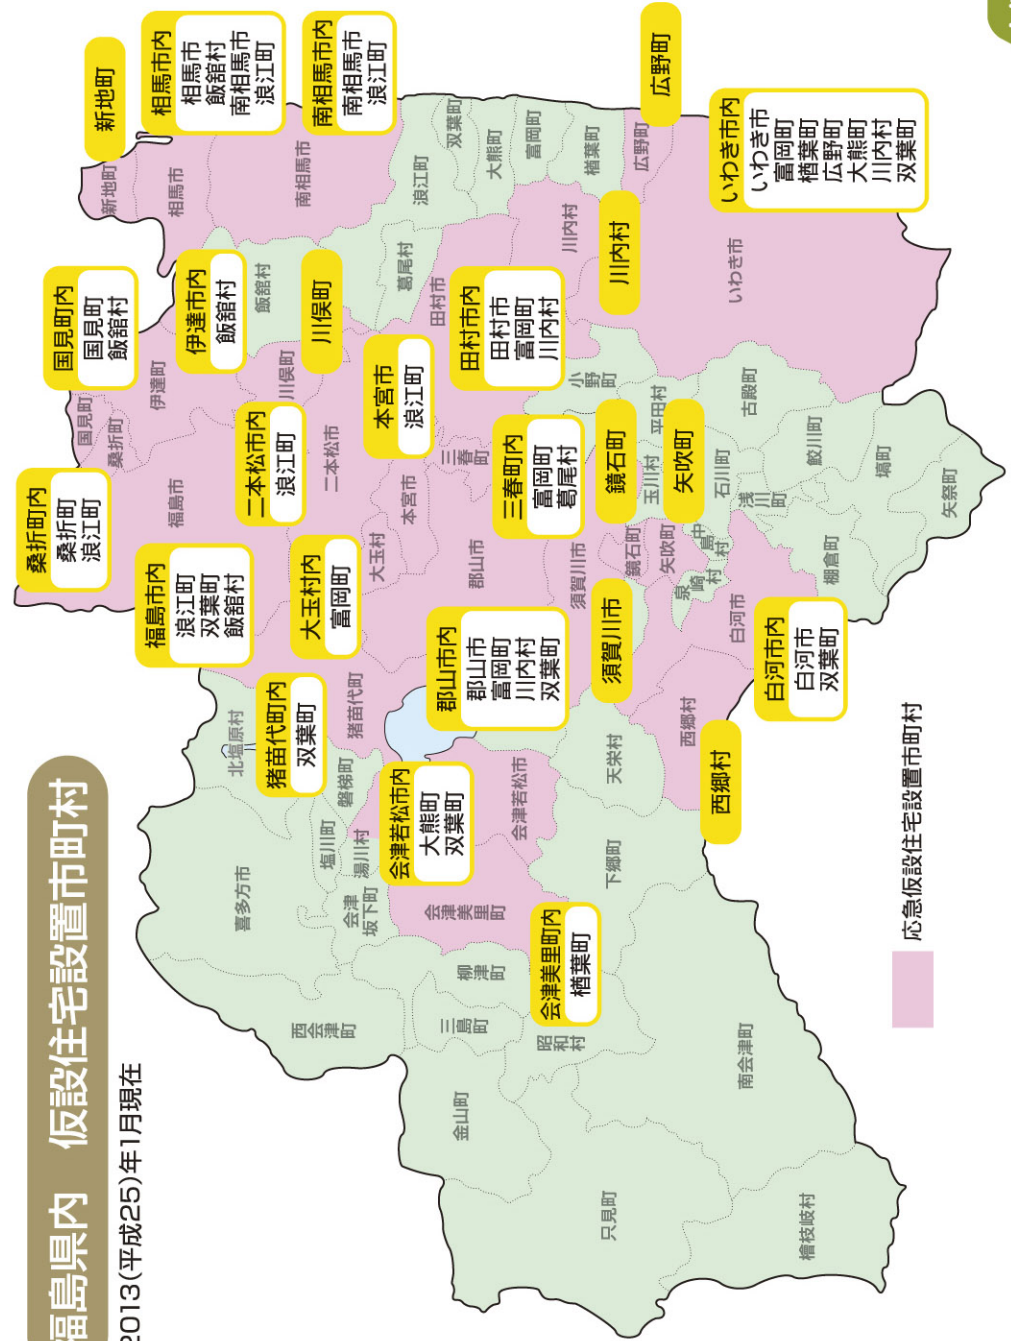 福島県内　仮設住宅設置市町村
2013(平成25)年1月現在
桑折町内
桑折町
浪江町
国見町内
国見町
飯舘村
新地町
相馬市内
相馬市
飯舘村
南相馬市
浪江町
南相馬市内
南相馬市
浪江町
福島市内
浪江町
双葉町
飯舘村
伊達市内
飯舘村
川俣町
二本松市内
浪江町
大玉村内
富岡町
本宮市
浪江町
猪苗代町内
双葉町
会津若松市内
大熊町
双葉町
郡山市内
郡山市
富岡町
川内村
双葉町
三春町内
富岡町
葛尾村
田村市内
田村市
富岡町
川内村
川内村
広野町
いわき市内
いわき市
富岡町
楢葉町
広野町
大熊町
川内村
双葉町
会津美里町内
楢葉町
須賀川市
鏡石町
矢吹町
西郷村
白河市内
白河市
双葉町
新地町
相馬市
南相馬市
国見町
桑折町
伊達町
福島市
飯舘村
川俣町
二本松市
浪江町
双葉町
大熊町
富岡町
楢葉町
広野町
葛尾村
田村市
川内村
いわき市
本宮市
大玉村
三春町
郡山市
小野町
平田村
古殿町
須賀川市
鏡石町
玉川村
石川町
矢吹町
中島村
泉崎村
浅川町
鮫川村
塙町
矢祭町
棚倉町
白河市
西郷村
天栄村
下郷町
猪苗代町
北塩原村
磐梯町
塩川町
湯川村
喜多方市
会津坂下町
会津若松市
会津美里町
西会津町
柳津町
三島町
昭和村
金山町
只見町
南会津町
檜枝岐村
応急仮設住宅設置市町村